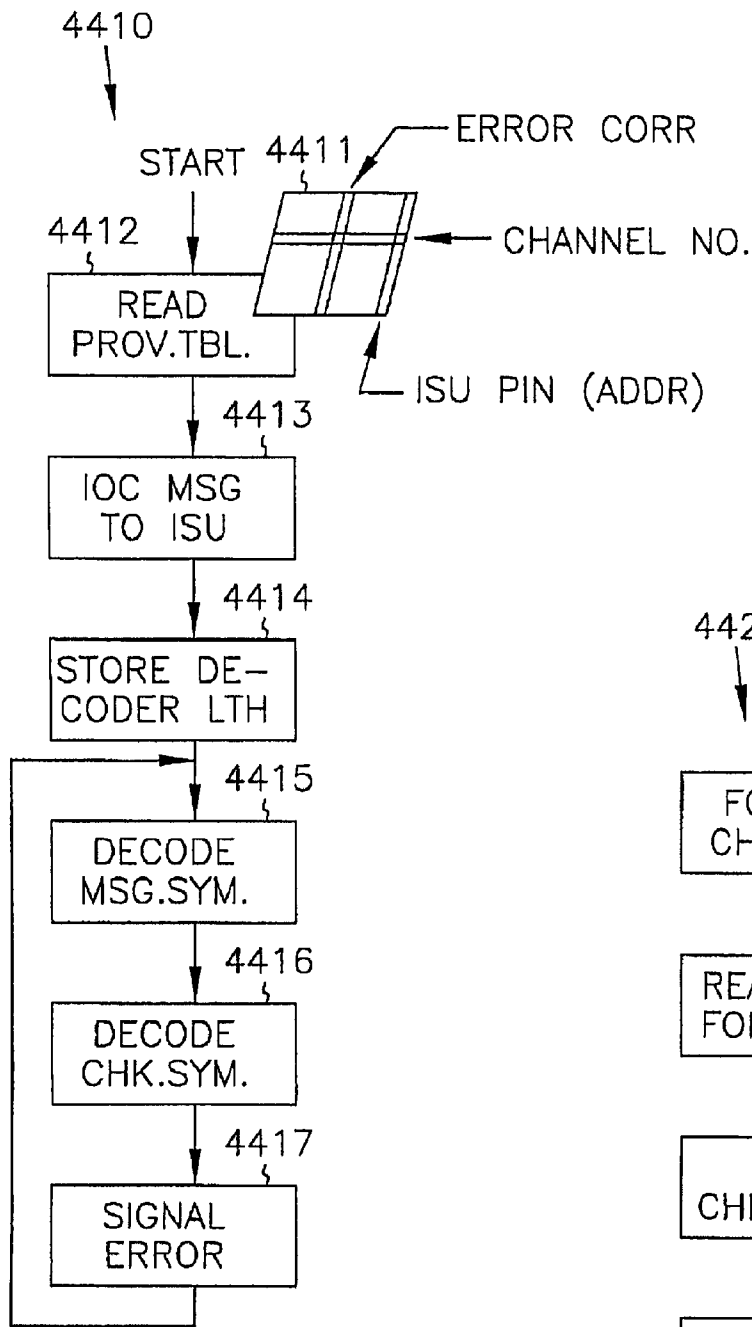 4410
START
4411
ERROR CORR
CHANNEL NO.
ISU PIN (ADDR)
4412
READ
PROV.TBL.
4413
IOC MSG
TO ISU
4414
STORE DE-
CODER LTH
4415
DECODE
MSG.SYM.
4416
DECODE
CHK.SYM.
4417
SIGNAL
ERROR